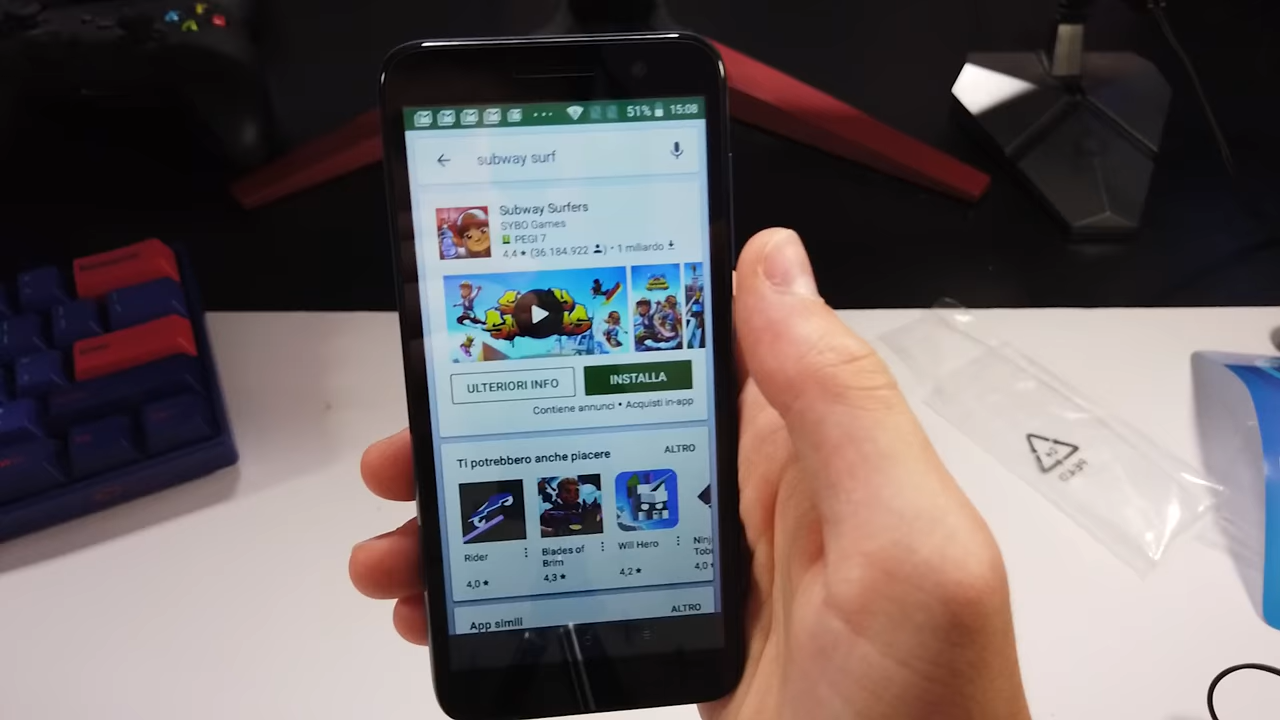 51% 15:08
subway surf
Subway Surfers
SYBO Games
PEGI 7
4,4 ★ (36.184.922) • 1 miliardo
ULTERIORI INFO
INSTALLA
Contiene annunci • Acquisti in-app
Ti potrebbero anche piacere
ALTRO
Rider
4,0 ★
Blades of
Brim
4,3 ★
Will Hero
4,2 ★
4,0
ALTRO
App simili